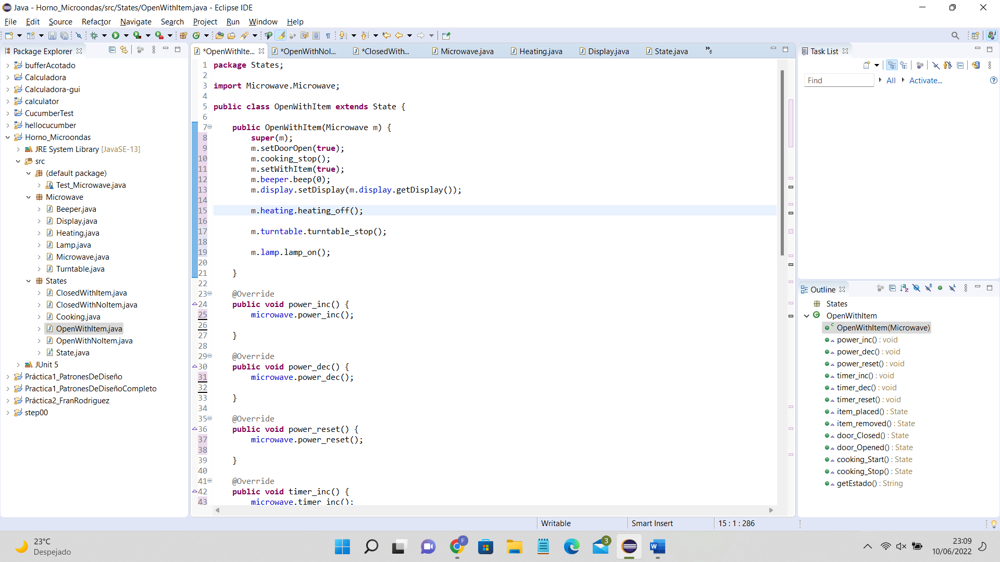 Java - Horno_Microondas/src/States/OpenWithItem.java - Eclipse IDE
File Edit Source Refactor Navigate Search Project Run Window Help
Package Explorer
bufferAcotado
Calculadora
Calculadora-gui
calculator
CucumberTest
hellocucumber
Horno_Microondas
JRE System Library [JavaSE-13]
src
(default package)
Test_Microwave.java
Microwave
Beeper.java
Display.java
Heating.java
Lamp.java
Microwave.java
Turntable.java
States
ClosedWithItem.java
ClosedWithNoItem.java
Cooking.java
OpenWithItem.java
OpenWithNoItem.java
State.java
JUnit 5
Práctica1_PatronesDeDiseño
Practica1_PatronesDeDiseñoCompleto
Práctica2_FranRodriguez
step00
*OpenWithIte... *OpenWithNoI... *ClosedWith... Microwave.java Heating.java Display.java State.java »6
1 package States;
2
3 import Microwave.Microwave;
4
5 public class OpenWithItem extends State {
6
7 public OpenWithItem(Microwave m) {
8 super(m);
9 m.setDoorOpen(true);
10 m.cooking_stop();
11 m.setWithItem(true);
12 m.beeper.beep(0);
13 m.display.setDisplay(m.display.getDisplay());
14
15 m.heating.heating_off();
16
17 m.turntable.turntable_stop();
18
19 m.lamp.lamp_on();
20
21 }
22
23 @Override
24 public void power_inc() {
25 microwave.power_inc();
26
27 }
28
29 @Override
30 public void power_dec() {
31 microwave.power_dec();
32
33 }
34
35 @Override
36 public void power_reset() {
37 microwave.power_reset();
38
39 }
40
41 @Override
42 public void timer_inc() {
43 microwave.timer_inc();
Task List
Find All Activate...
Outline
States
OpenWithItem
OpenWithItem(Microwave)
power_inc() : void
power_dec() : void
power_reset() : void
timer_inc() : void
timer_dec() : void
timer_reset() : void
item_placed() : State
item_removed() : State
door_Closed() : State
door_Opened() : State
cooking_Start() : State
cooking_Stop() : State
getEstado() : String
Writable Smart Insert 15 : 1 : 286
23°C
Despejado
F
3
W
23:09
10/06/2022